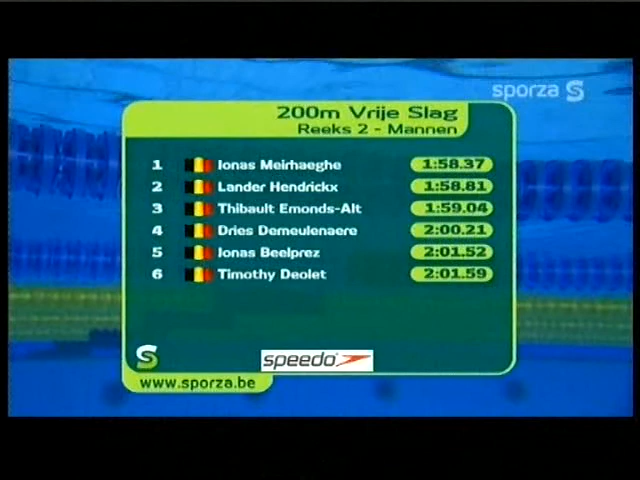 sporza S
200m Vrije Slag
Reeks 2 - Mannen
1 Jonas Meirhaeghe 1:58.37
2 Lander Hendrickx 1:58.81
3 Thibault Emonds-Alt 1:59.04
4 Dries Demeulenaere 2:00.21
5 Jonas Beelprez 2:01.52
6 Timothy Deolet 2:01.59
S
speedo
www.sporza.be